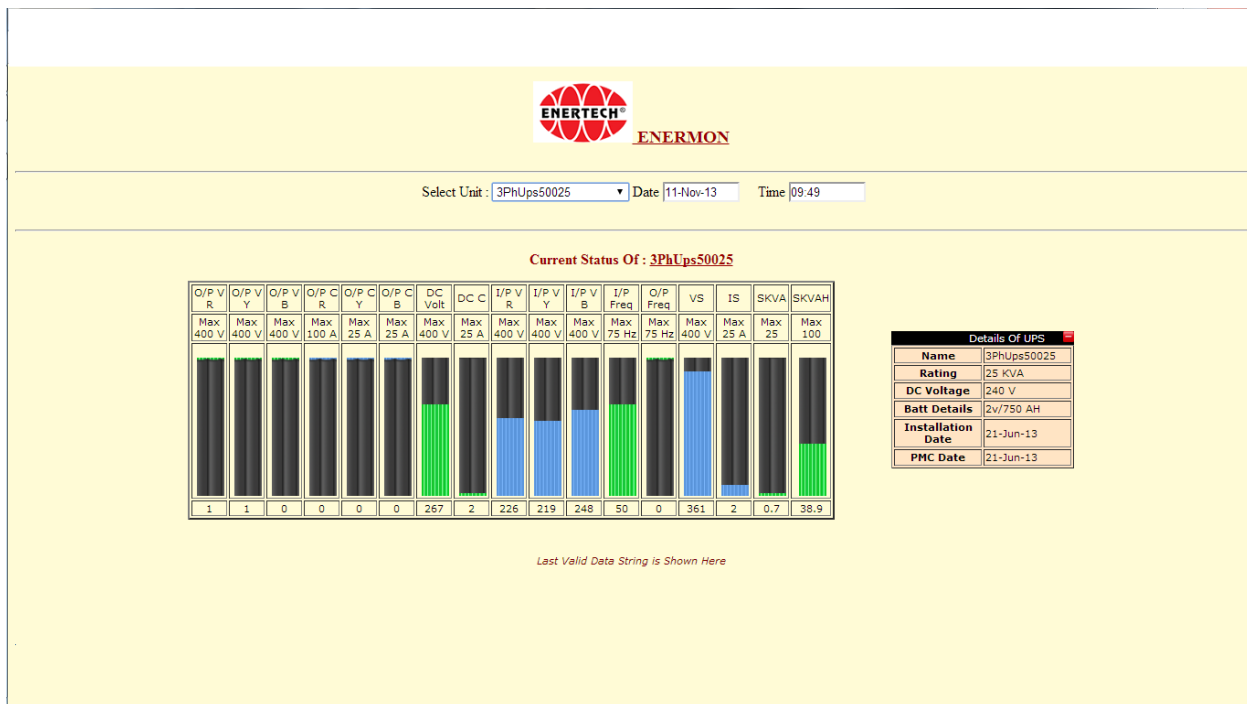 ENERTECH®
ENERMON
Select Unit : 3PhUps50025 Date 11-Nov-13 Time 09:49
Current Status Of : 3PhUps50025
O/P V R O/P V Y O/P V B O/P C R O/P C Y O/P C B DC Volt DC C I/P V R I/P V Y I/P V B I/P Freq O/P Freq VS IS SKVA SKVAH
Max 400 V Max 400 V Max 400 V Max 100 A Max 25 A Max 25 A Max 400 V Max 25 A Max 400 V Max 400 V Max 400 V Max 75 Hz Max 75 Hz Max 400 V Max 25 A Max 25 Max 100
1 1 0 0 0 0 267 2 226 219 248 50 0 361 2 0.7 38.9
Details Of UPS
Name 3PhUps50025
Rating 25 KVA
DC Voltage 240 V
Batt Details 2v/750 AH
Installation Date 21-Jun-13
PMC Date 21-Jun-13
Last Valid Data String is Shown Here